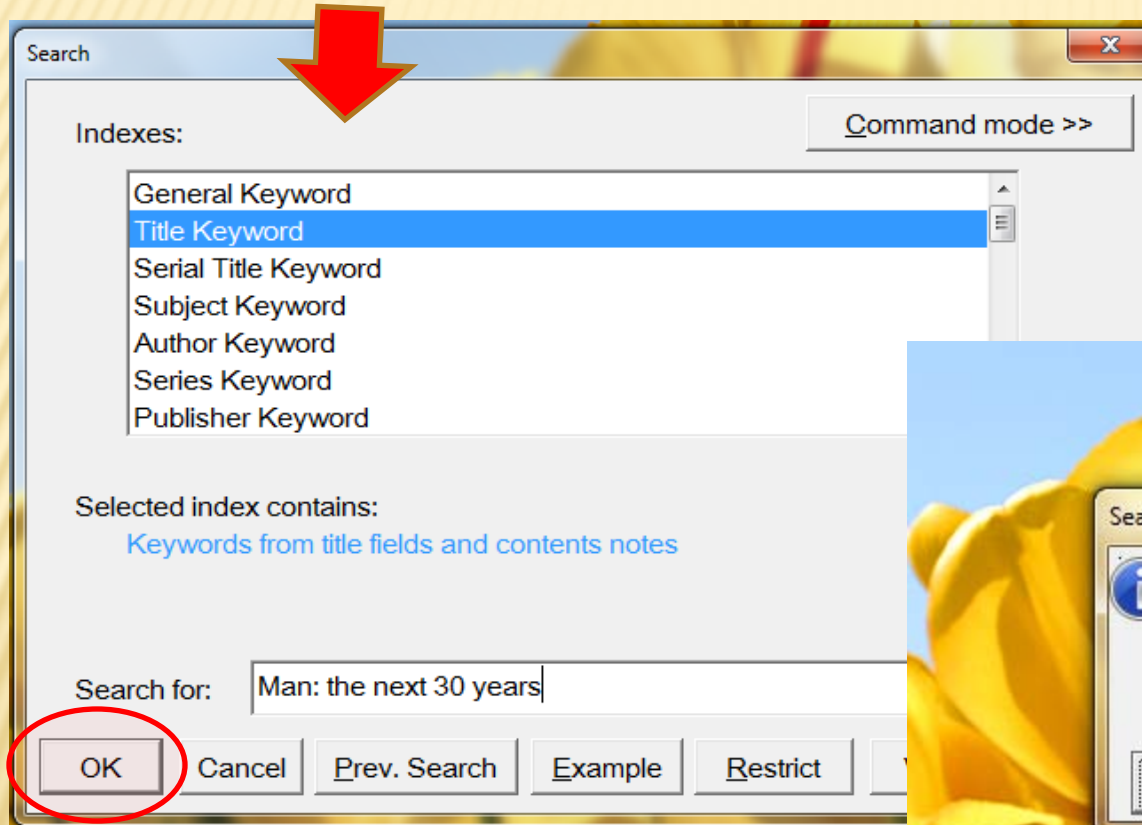 Search
Indexes:
Command mode >>
General Keyword
Title Keyword
Serial Title Keyword
Subject Keyword
Author Keyword
Series Keyword
Publisher Keyword
Selected index contains:
Keywords from title fields and contents notes
Search for: Man: the next 30 years
OK Cancel Prev. Search Example Restrict
Sea